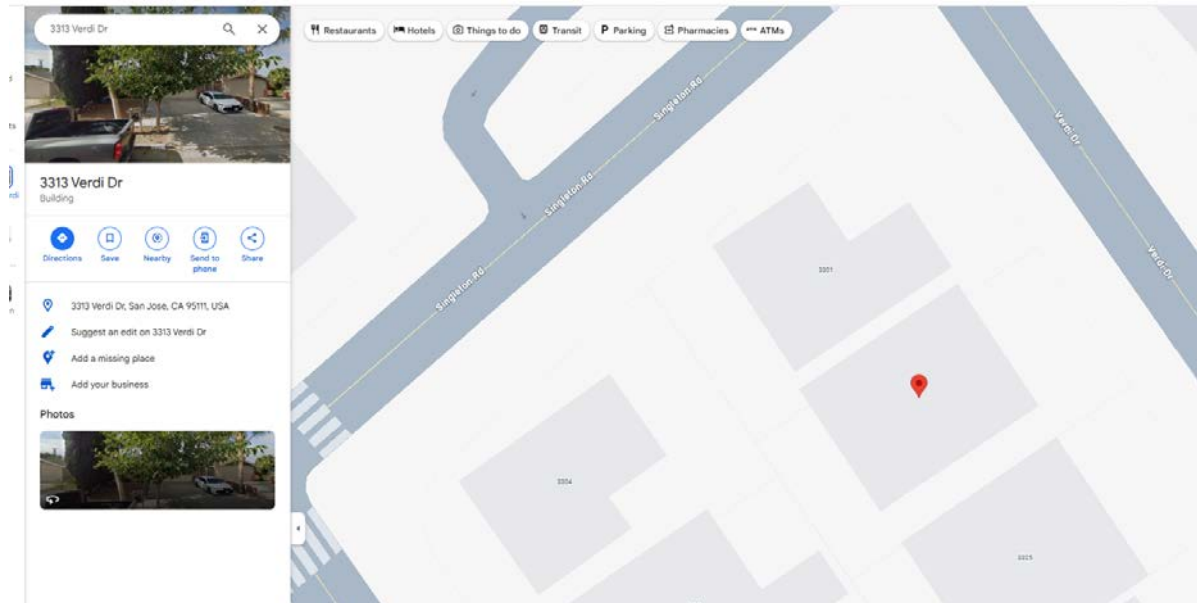 3313 Verdi Dr
Restaurants
Hotels
Things to do
Transit
P Parking
Pharmacies
ATMs
3313 Verdi Dr
Building
Directions
Save
Nearby
Send to
phone
Share
3313 Verdi Dr, San Jose, CA 95111, USA
Suggest an edit on 3313 Verdi Dr
Add a missing place
Add your business
Photos
Singleton Rd
Singleton Rd
Singleton Rd
Verdi Dr
Verdi Dr
3301
3304
3325